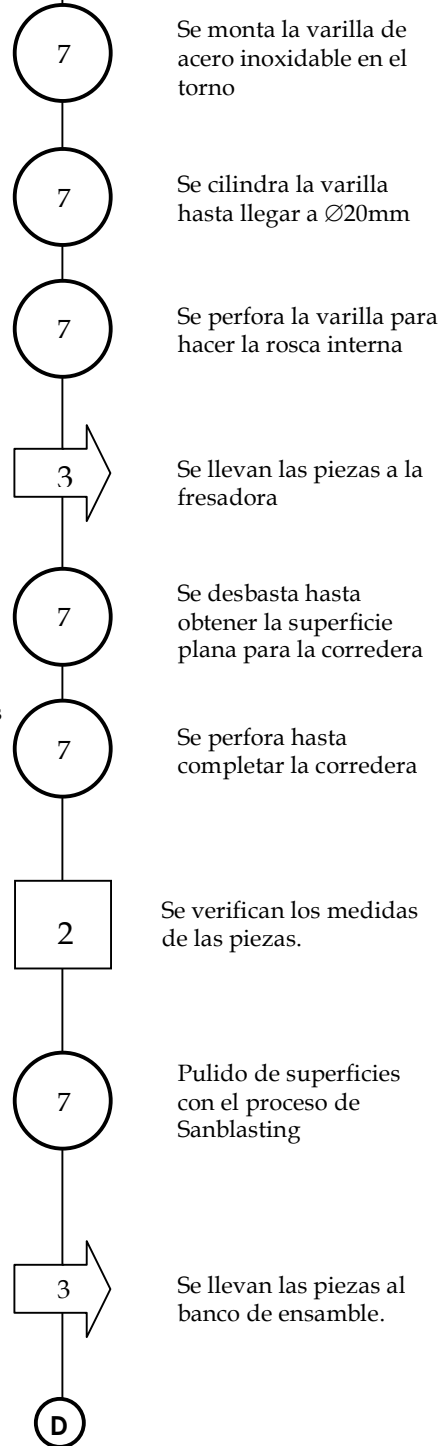 7
Se monta la varilla de
acero inoxidable en el
torno
7
Se cilindra la varilla
hasta llegar a ∅20mm
7
Se perfora la varilla para
hacer la rosca interna
3
Se llevan las piezas a la
fresadora
7
Se desbasta hasta
obtener la superficie
plana para la corredera
s
7
Se perfora hasta
completar la corredera
2
Se verifican los medidas
de las piezas.
7
Pulido de superficies
con el proceso de
Sanblasting
3
Se llevan las piezas al
banco de ensamble.
D